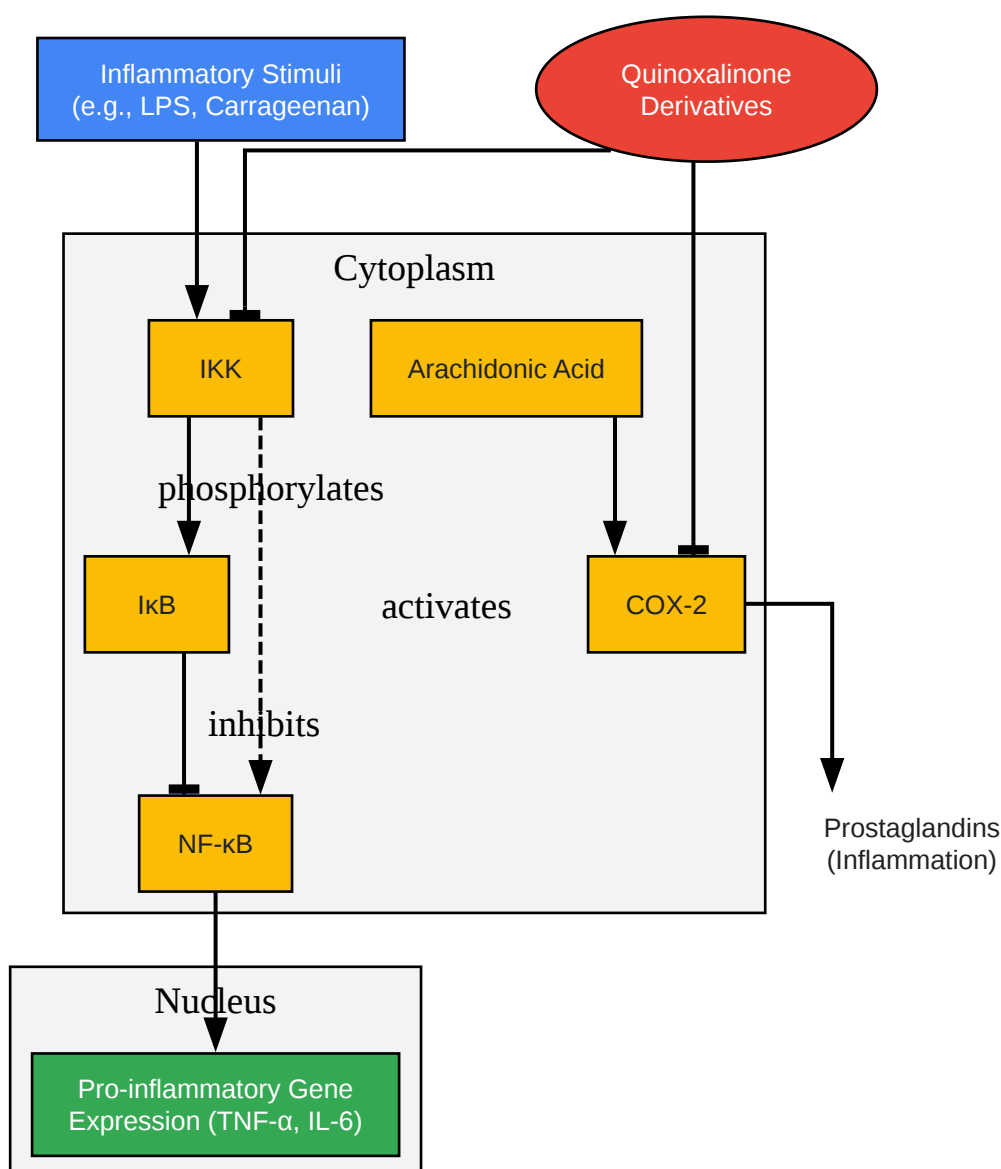 Inflammatory Stimuli
(e.g., LPS, Carrageenan)
Quinoxalinone
Derivatives
Cytoplasm
IKK
Arachidonic Acid
phosphorylates
IκB
activates
COX-2
inhibits
NF-κB
Prostaglandins
(Inflammation)
Nucleus
Pro-inflammatory Gene
Expression (TNF-α, IL-6)